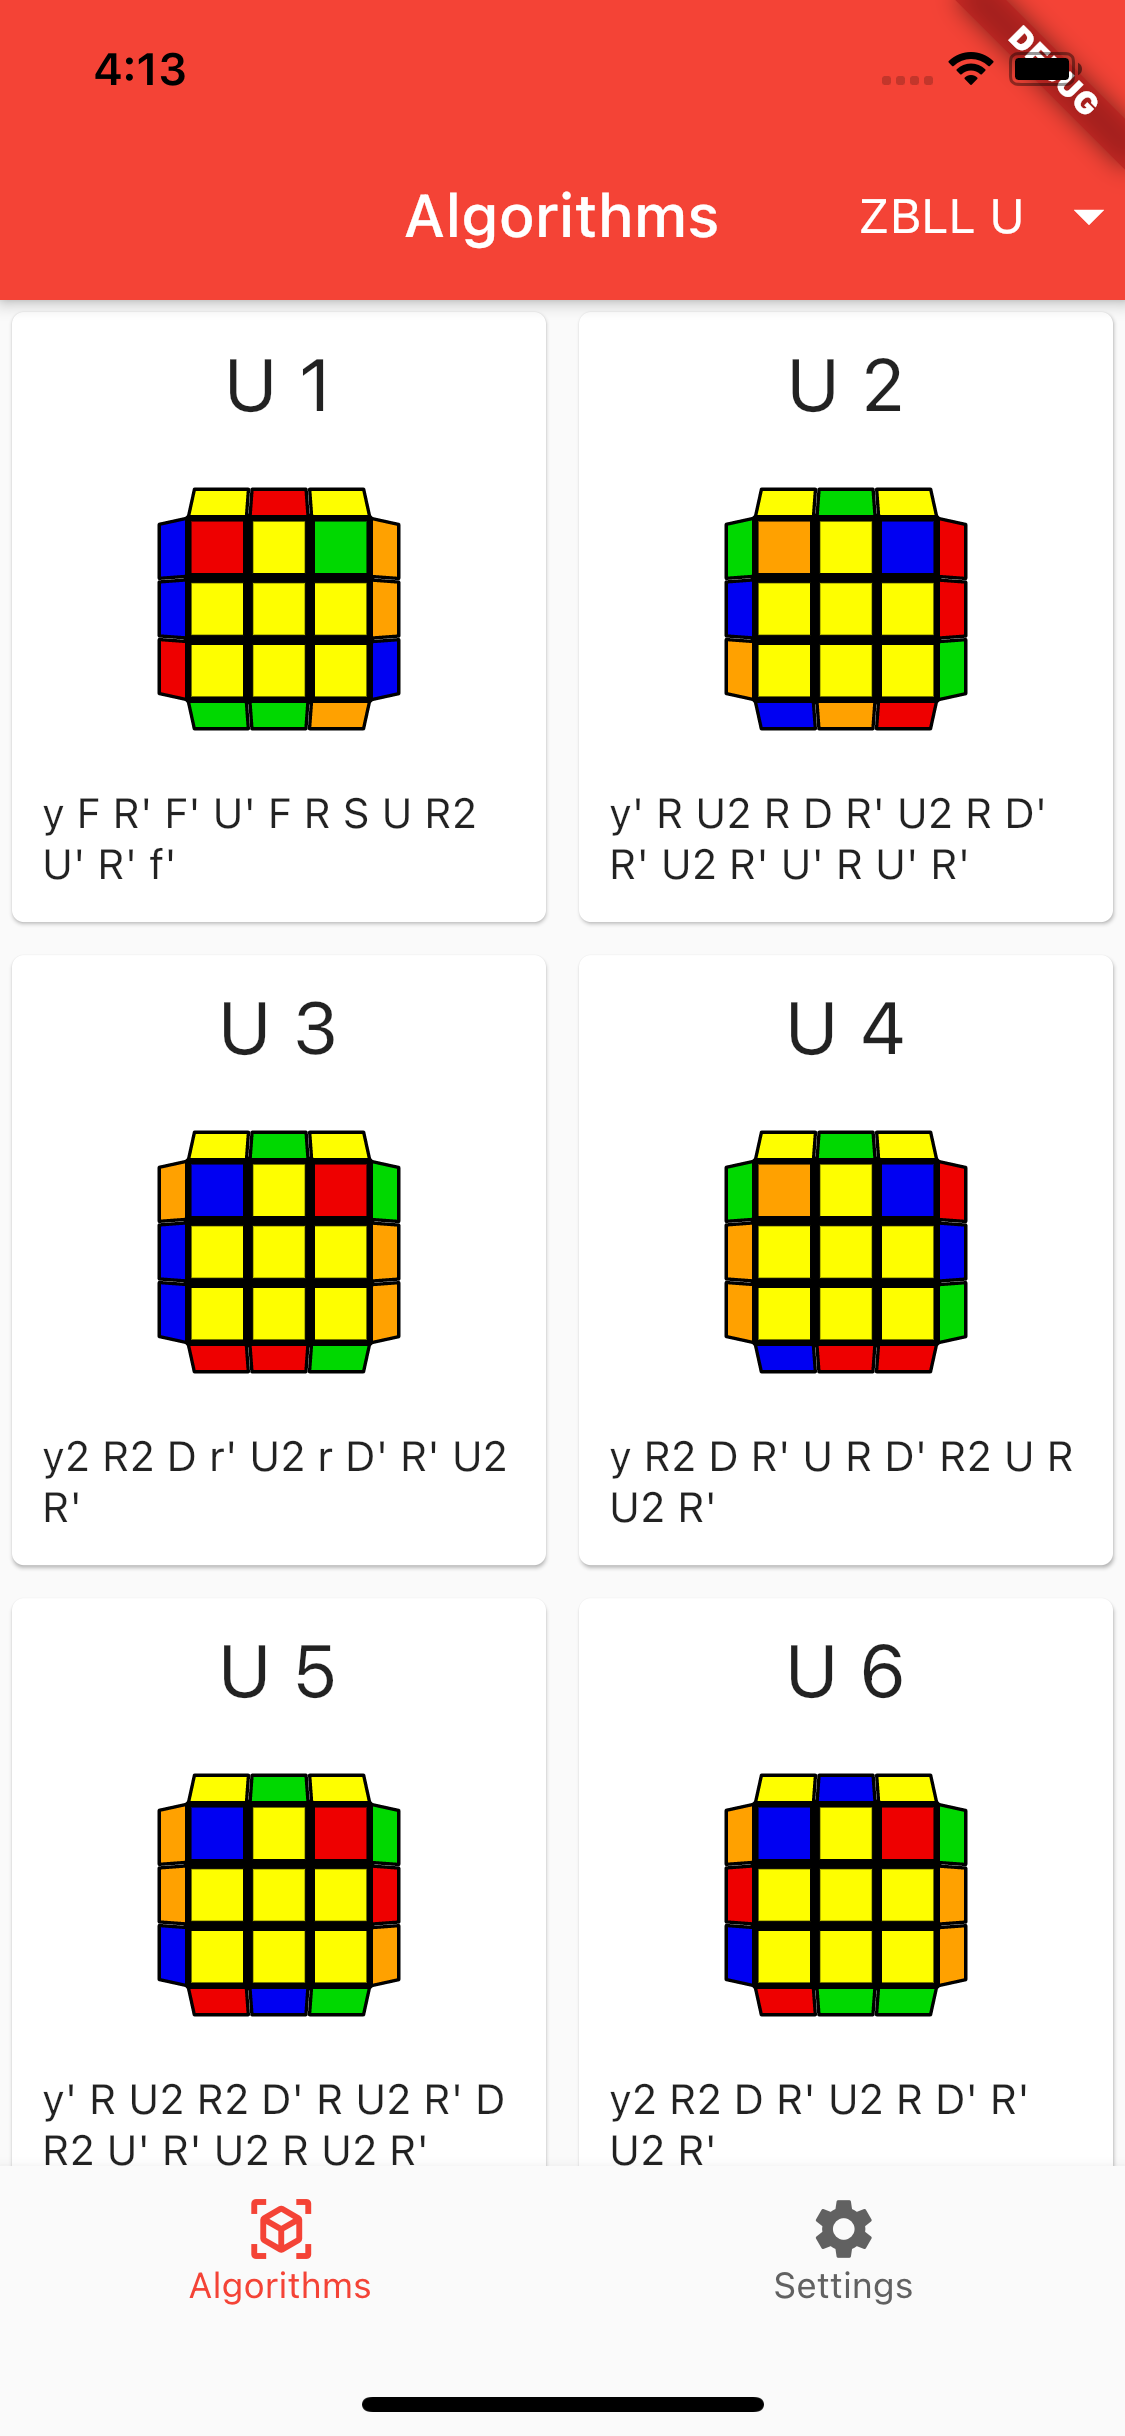 4:13
DEBUG
Algorithms
ZBLL U
U 1
U 2
y F R' F' U' F R S U R2
U' R' f'
y' R U2 R D R' U2 R D'
R' U2 R' U' R U' R'
U 3
U 4
y2 R2 D r' U2 r D' R' U2
R'
y R2 D R' U R D' R2 U R
U2 R'
U 5
U 6
y' R U2 R2 D' R U2 R' D
R2 U' R' U2 R U2 R'
y2 R2 D R' U2 R D' R'
U2 R'
Algorithms
Settings